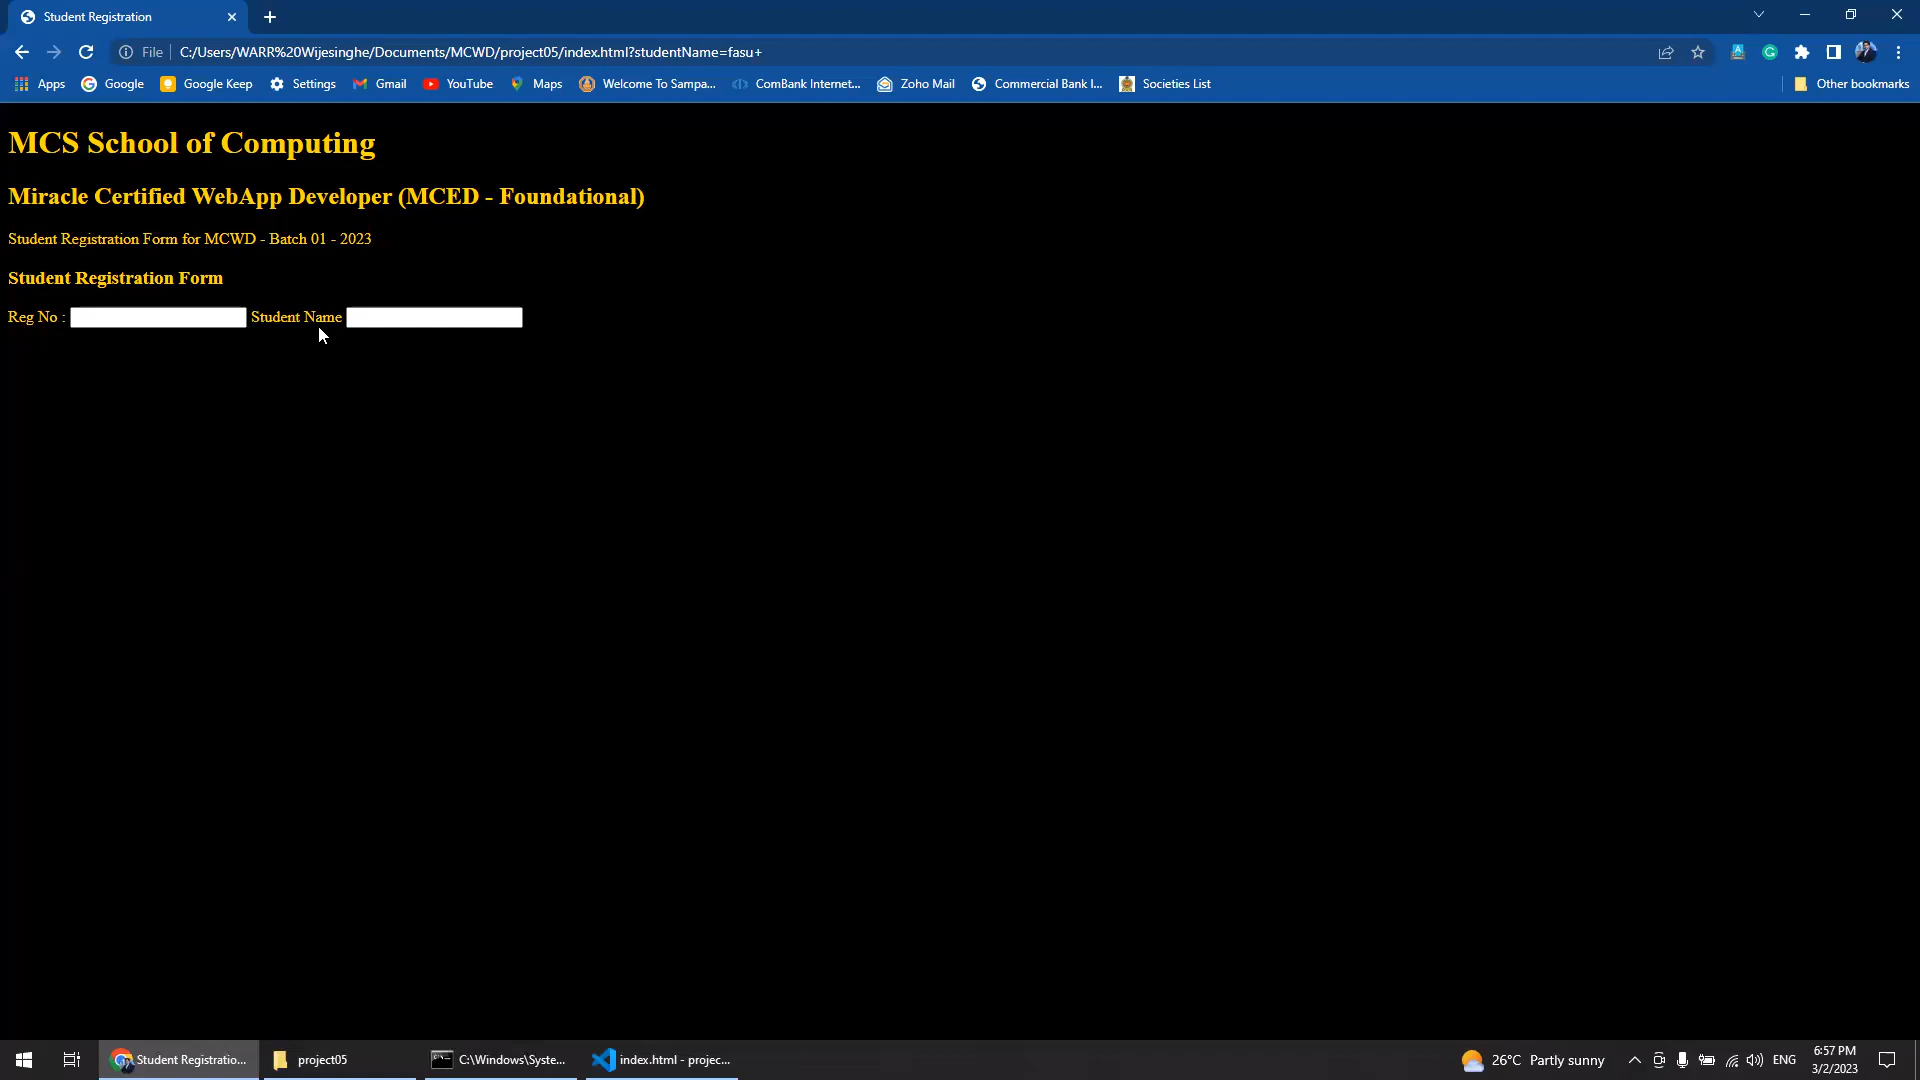 Student Registration
File C:/Users/WARR%20Wijesinghe/Documents/MCWD/project05/index.html?studentName=fasu+
Apps Google Google Keep Settings Gmail YouTube Maps Welcome To Sampa... ComBank Internet... Zoho Mail Commercial Bank I... Societies List Other bookmarks
MCS School of Computing
Miracle Certified WebApp Developer (MCED - Foundational)
Student Registration Form for MCWD - Batch 01 - 2023
Student Registration Form
Reg No : Student Name
Student Registratio... project05 C:\Windows\Syste... index.html - projec... 26°C Partly sunny ENG 6:57 PM
3/2/2023